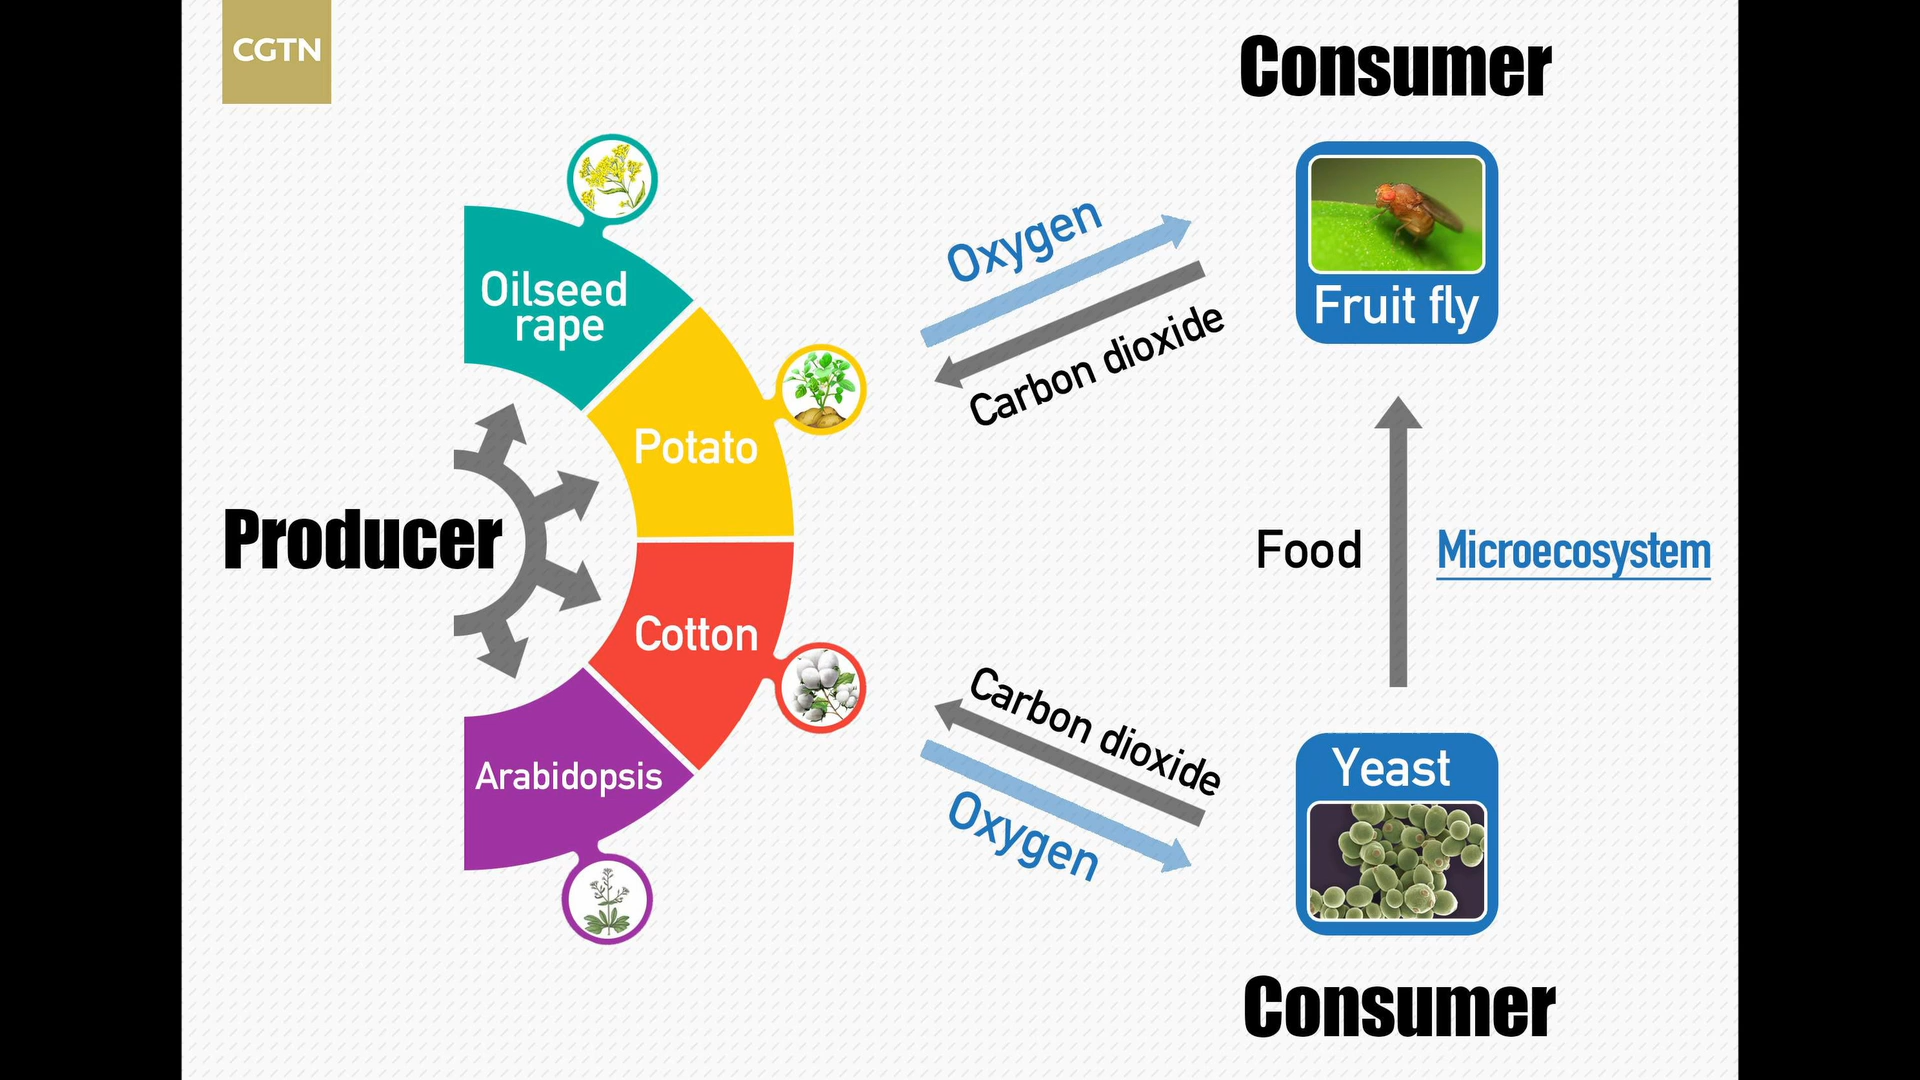 CGTN
Consumer
Oilseed
rape
Oxygen
Carbon dioxide
Fruit fly
Potato
Producer
Food
Microecosystem
Cotton
Carbon dioxide
Oxygen
Arabidopsis
Yeast
Consumer